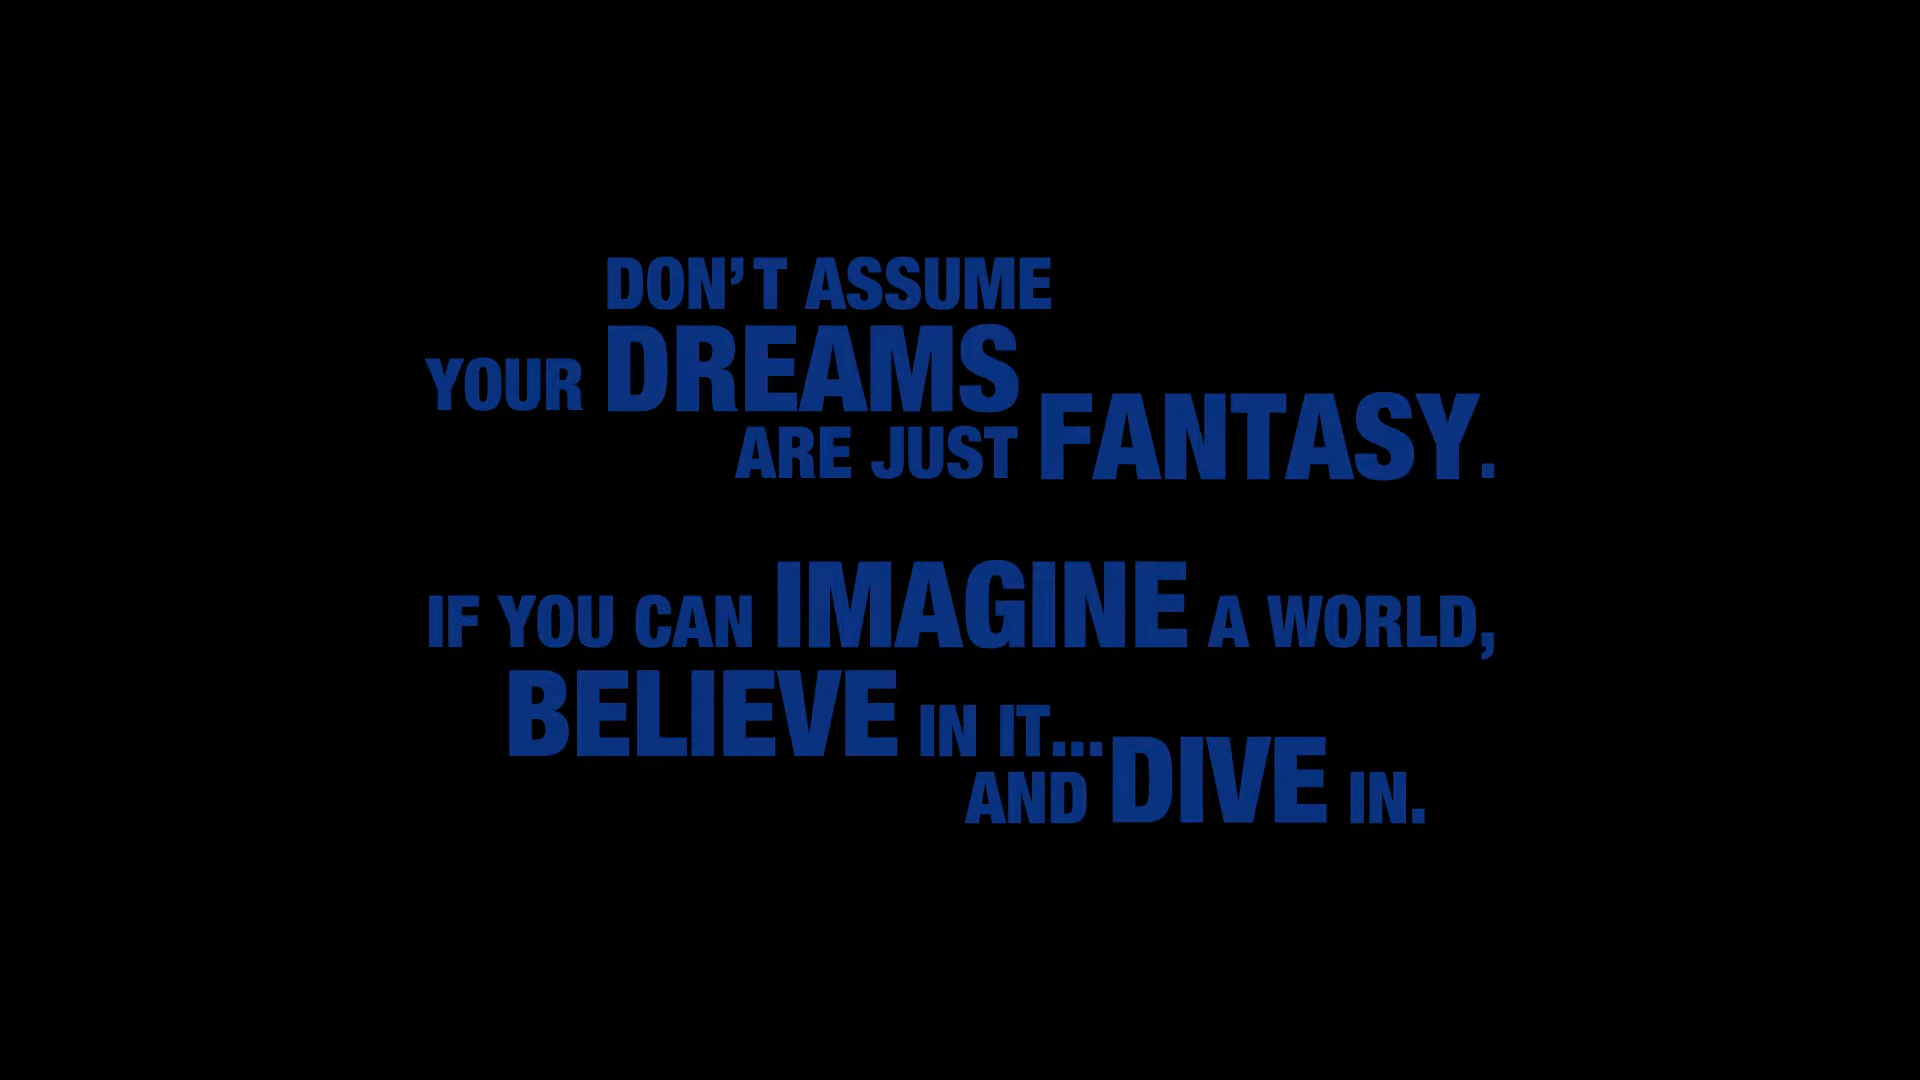 DON'T ASSUME
YOUR DREAMS
ARE JUST FANTASY.
IF YOU CAN IMAGINE A WORLD,
BELIEVE IN IT...
AND DIVE IN.